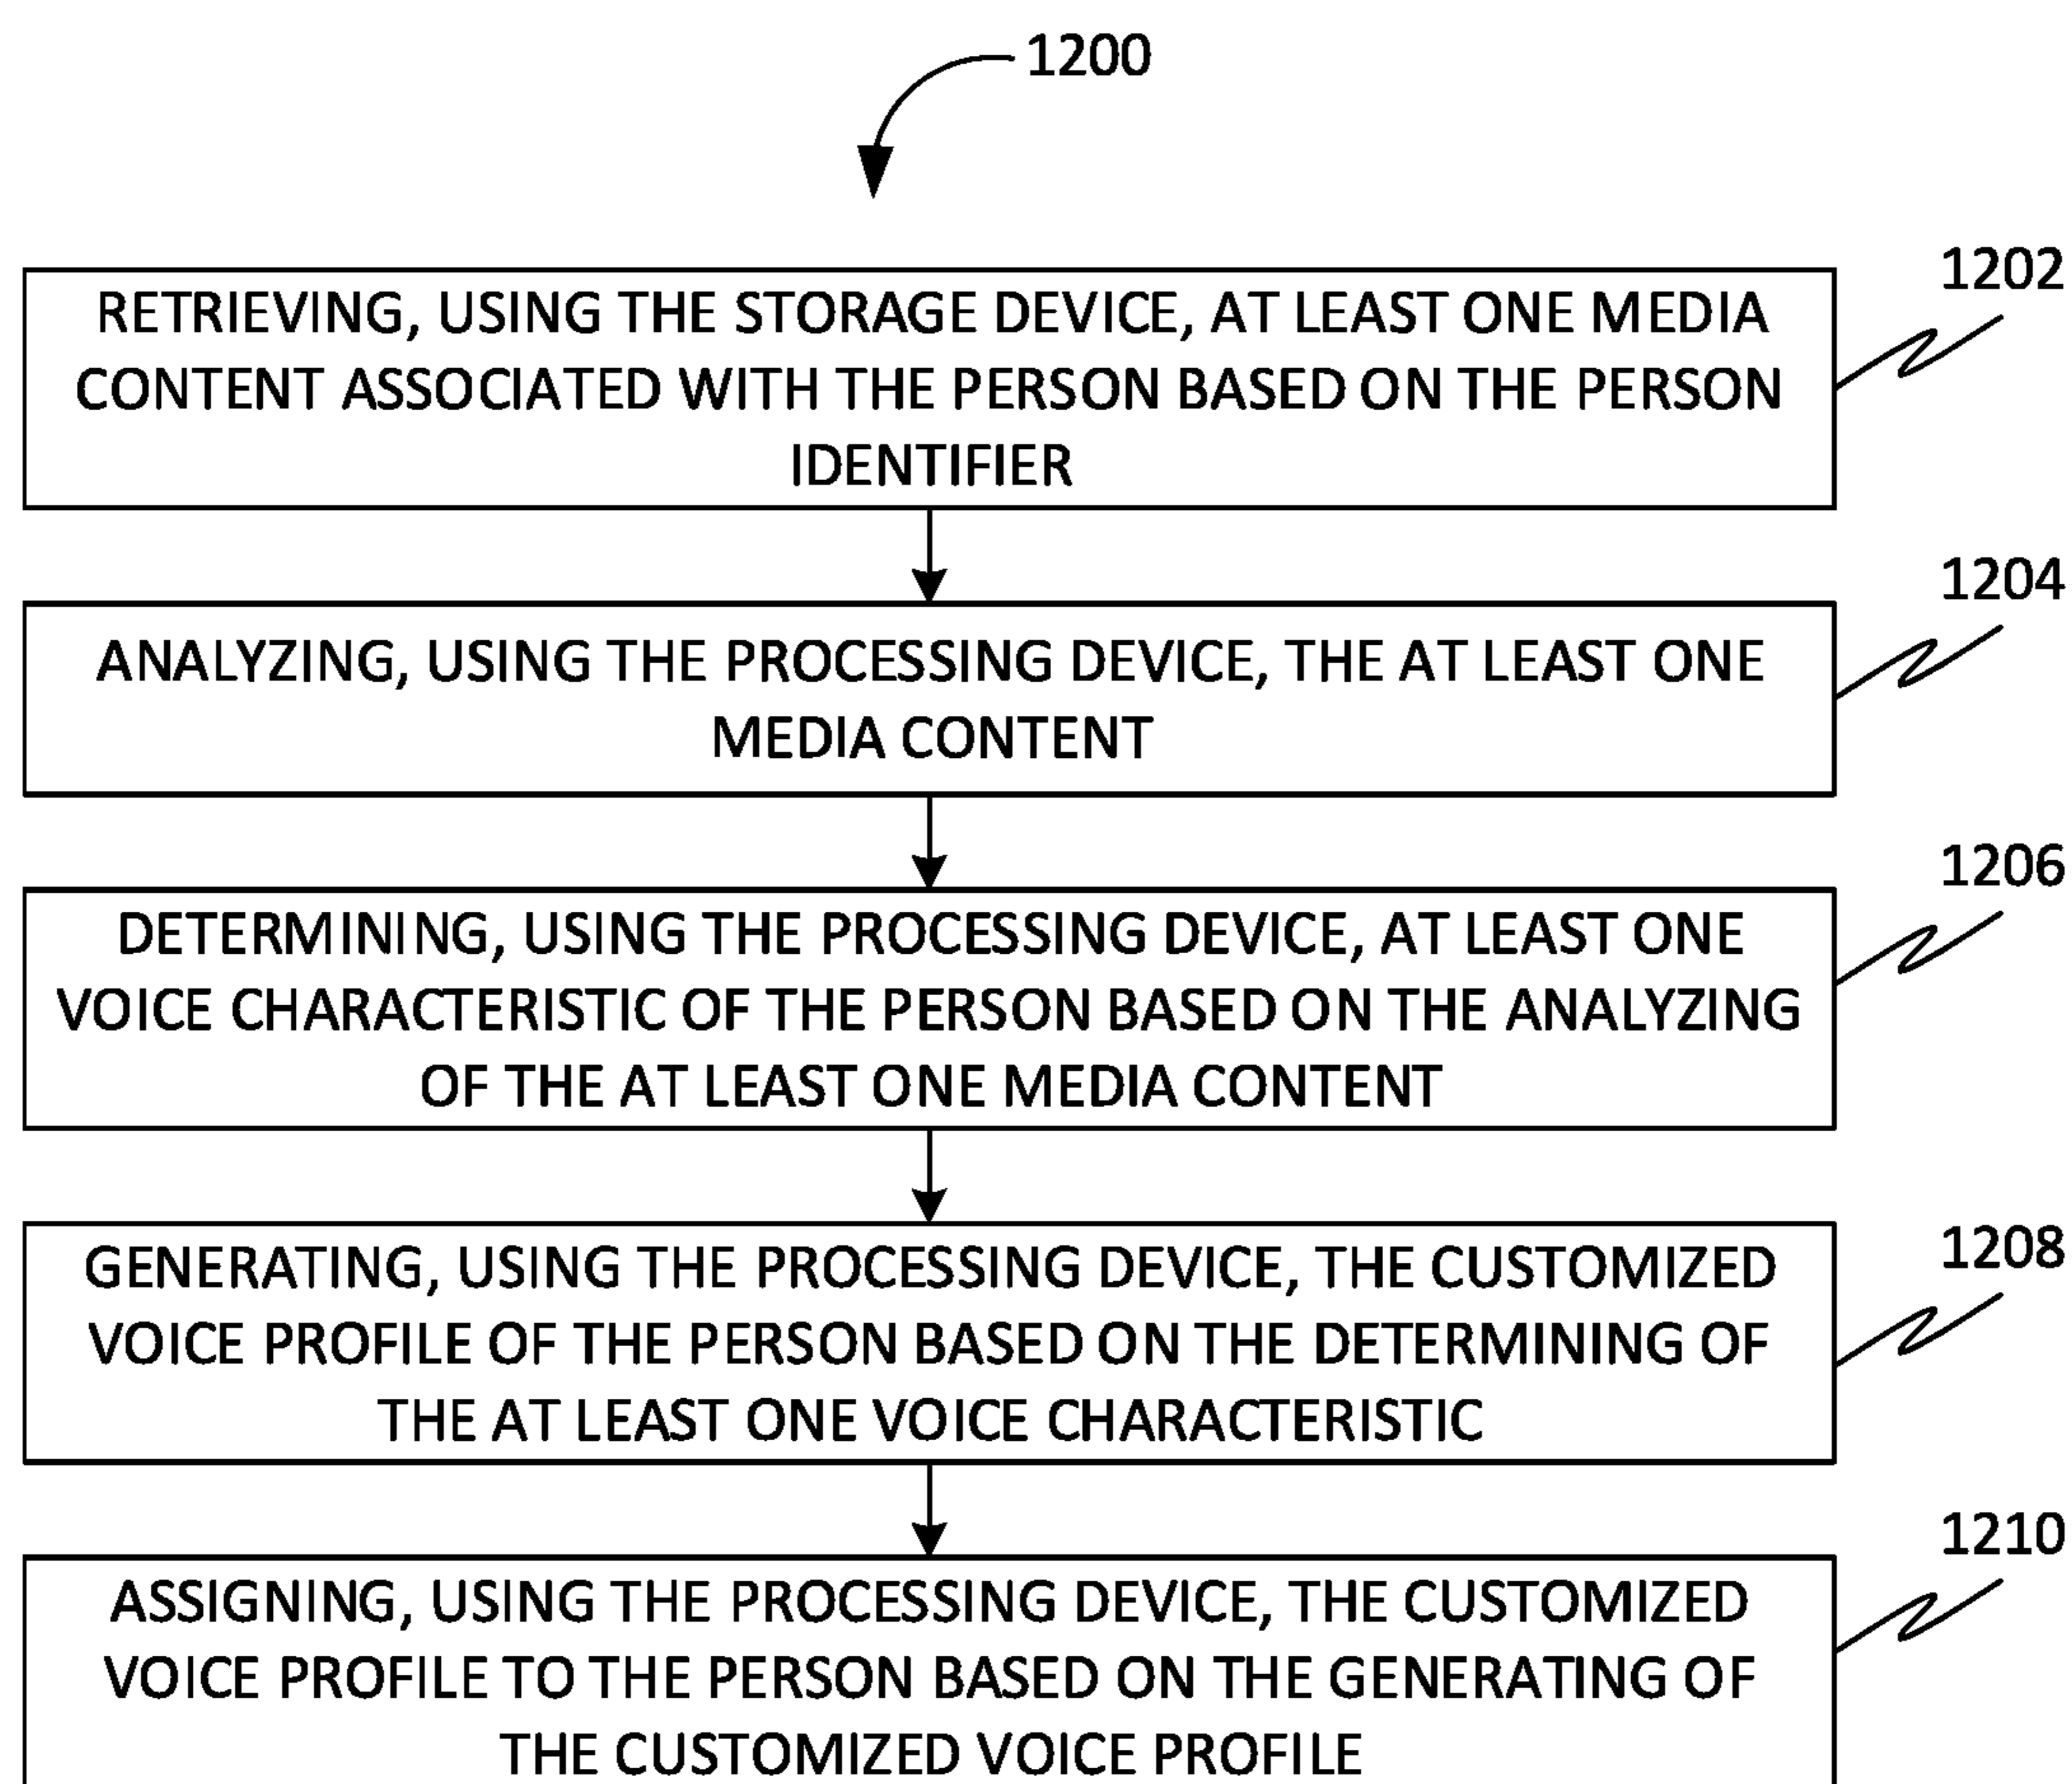 1200
1202
RETRIEVING, USING THE STORAGE DEVICE, AT LEAST ONE MEDIA
CONTENT ASSOCIATED WITH THE PERSON BASED ON THE PERSON
IDENTIFIER
1204
ANALYZING, USING THE PROCESSING DEVICE, THE AT LEAST ONE
MEDIA CONTENT
1206
DETERMINING, USING THE PROCESSING DEVICE, AT LEAST ONE
VOICE CHARACTERISTIC OF THE PERSON BASED ON THE ANALYZING
OF THE AT LEAST ONE MEDIA CONTENT
1208
GENERATING, USING THE PROCESSING DEVICE, THE CUSTOMIZED
VOICE PROFILE OF THE PERSON BASED ON THE DETERMINING OF
THE AT LEAST ONE VOICE CHARACTERISTIC
1210
ASSIGNING, USING THE PROCESSING DEVICE, THE CUSTOMIZED
VOICE PROFILE TO THE PERSON BASED ON THE GENERATING OF
THE CUSTOMIZED VOICE PROFILE